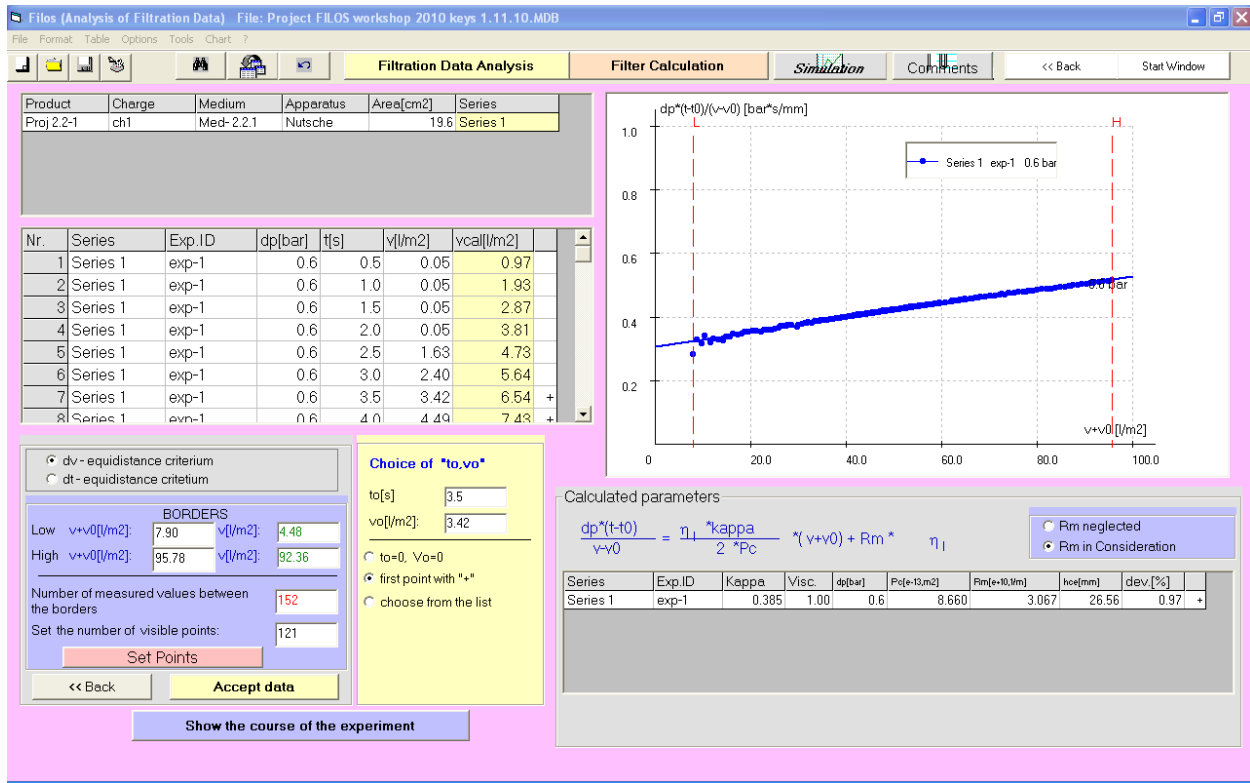 Filos (Analysis of Filtration Data) File: Project FILOS workshop 2010 keys 1.11.10.MDB
File Format Table Options Tools Chart ?
Filtration Data Analysis Filter Calculation Simulation Comments << Back Start Window
Product Charge Medium Apparatus Area[cm2] Series
Proj 2.2-1 ch1 Med-2.2.1 Nutsche 19.6 Series 1
Nr. Series Exp.ID dp[bar] t[s] v[l/m2] vcal[l/m2]
1 Series 1 exp-1 0.6 0.5 0.05 0.97
2 Series 1 exp-1 0.6 1.0 0.05 1.93
3 Series 1 exp-1 0.6 1.5 0.05 2.87
4 Series 1 exp-1 0.6 2.0 0.05 3.81
5 Series 1 exp-1 0.6 2.5 1.63 4.73
6 Series 1 exp-1 0.6 3.0 2.40 5.64
7 Series 1 exp-1 0.6 3.5 3.42 6.54 +
8 Series 1 exp-1 0.6 4.0 4.49 7.43 +
dp*(t-t0)/(v-v0) [bar*s/mm]
L H
1.0
Series 1 exp-1 0.6 bar
0.8
0.6
0.6 bar
0.4
0.2
v+v0 [l/m2]
0 20.0 40.0 60.0 80.0 100.0
dv - equidistance criterium
dt - equidistance critetium
BORDERS
Low v+v0[l/m2]: 7.90 v[l/m2]: 4.48
High v+v0[l/m2]: 95.78 v[l/m2]: 92.36
Number of measured values between
the borders 152
Set the number of visible points: 121
Set Points
<< Back Accept data
Choice of "to,vo"
to[s] 3.5
vo[l/m2]: 3.42
to=0, Vo=0
first point with "+"
choose from the list
Show the course of the experiment
Calculated parameters
dp*(t-t0) η l *kappa
= *( v+v0) + Rm * η l
v-v0 2 *Pc
Rm neglected
Rm in Consideration
Series Exp.ID Kappa Visc. dp[bar] Pc[e-13,m2] Rm[e+10,1/m] hce[mm] dev.[%]
Series 1 exp-1 0.385 1.00 0.6 8.660 3.067 26.56 0.97 +